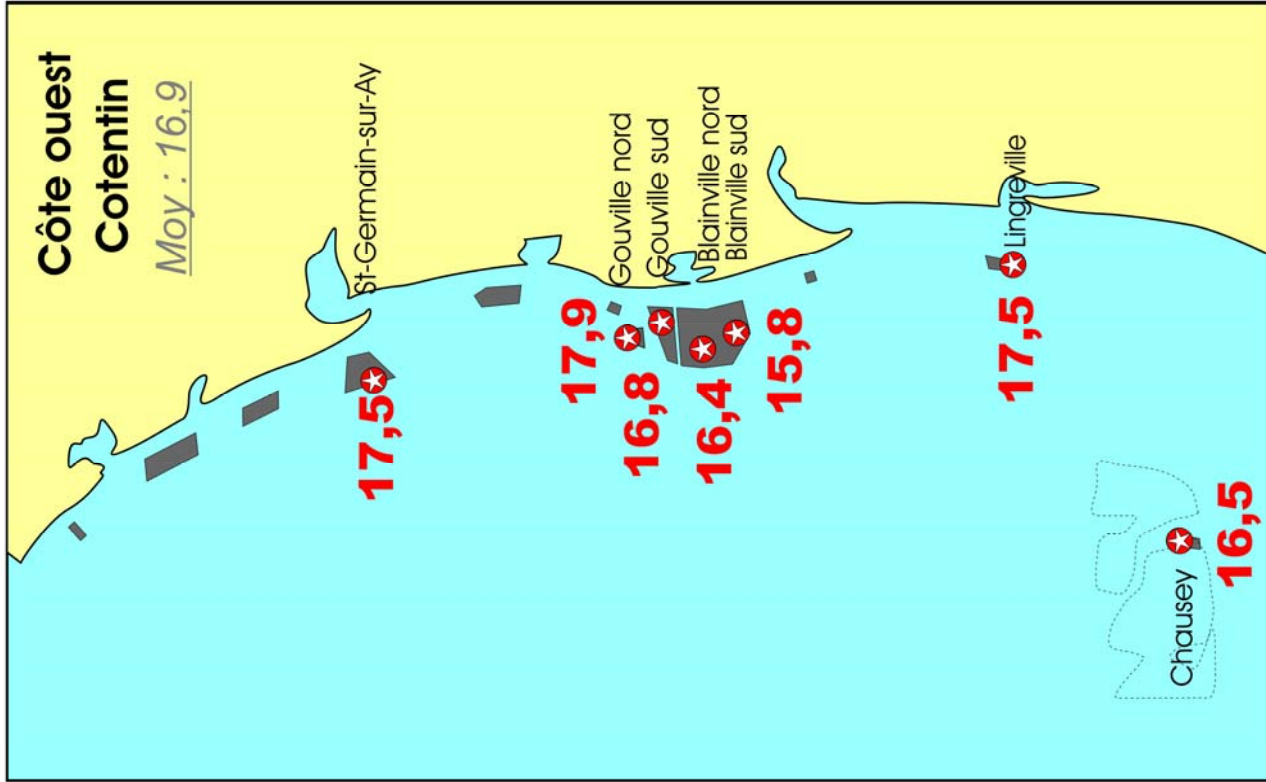 Côte ouest
Cotentin
Moy : 16,9
St-Germain-sur-Ay
17,5
Gouville nord
17,9
Gouville sud
16,8
Blainville nord
16,4
Blainville sud
15,8
Lingreville
17,5
Chausey
16,5